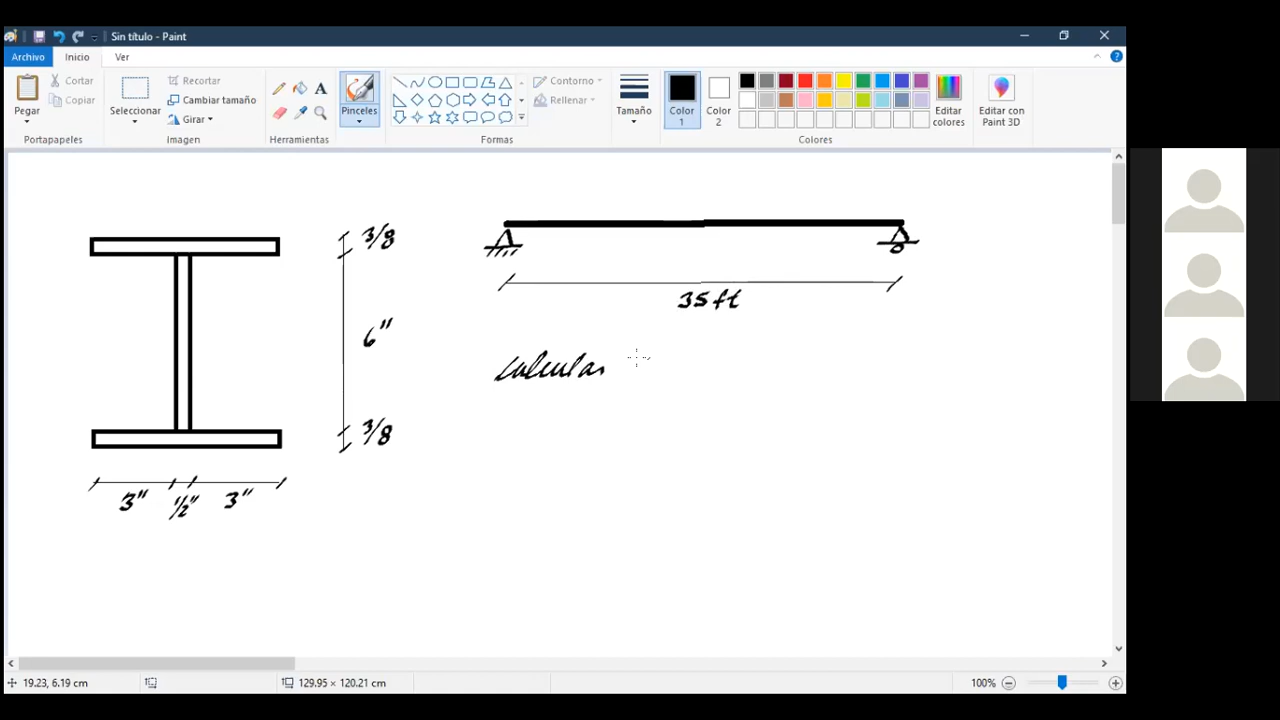 Sin título - Paint
Archivo Inicio Ver
Pegar
Cortar
Copiar
Portapapeles
Seleccionar
Recortar
Cambiar tamaño
Girar
Imagen
A
Herramientas
Pinceles
Contorno
Rellenar
Formas
Tamaño
Color 1
Color 2
Editar colores
Colores
Editar con Paint 3D
3/8
6"
3/8
3" 1/2" 3"
35 ft
calcular
19.23, 6.19 cm
129.95 × 120.21 cm
100%